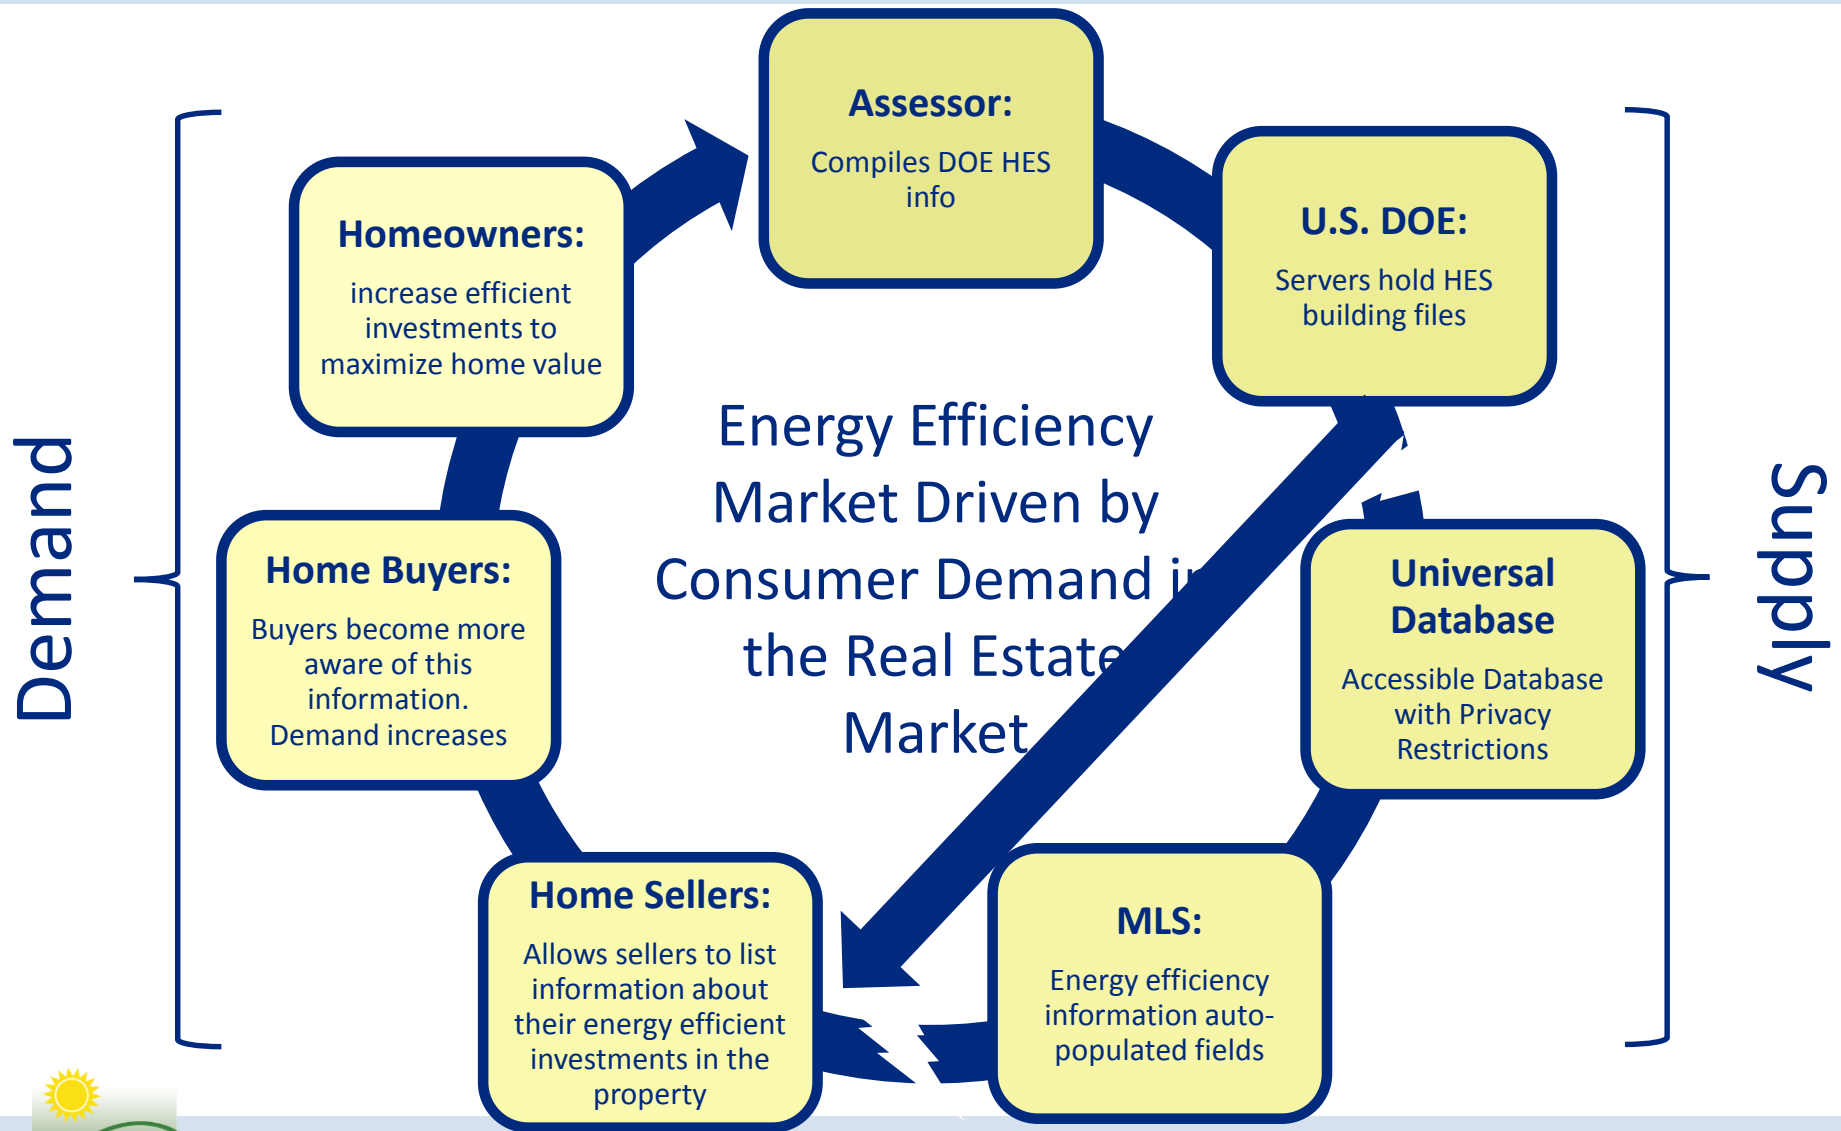 Assessor:
Compiles DOE HES
info
U.S. DOE:
Servers hold HES
building files
Universal
Database
Accessible Database
with Privacy
Restrictions
MLS:
Energy efficiency
information auto-
populated fields
Home Sellers:
Allows sellers to list
information about
their energy efficient
investments in the
property
Home Buyers:
Buyers become more
aware of this
information.
Demand increases
Homeowners:
increase efficient
investments to
maximize home value
Energy Efficiency
Market Driven by
Consumer Demand in
the Real Estate
Market
Demand
Supply